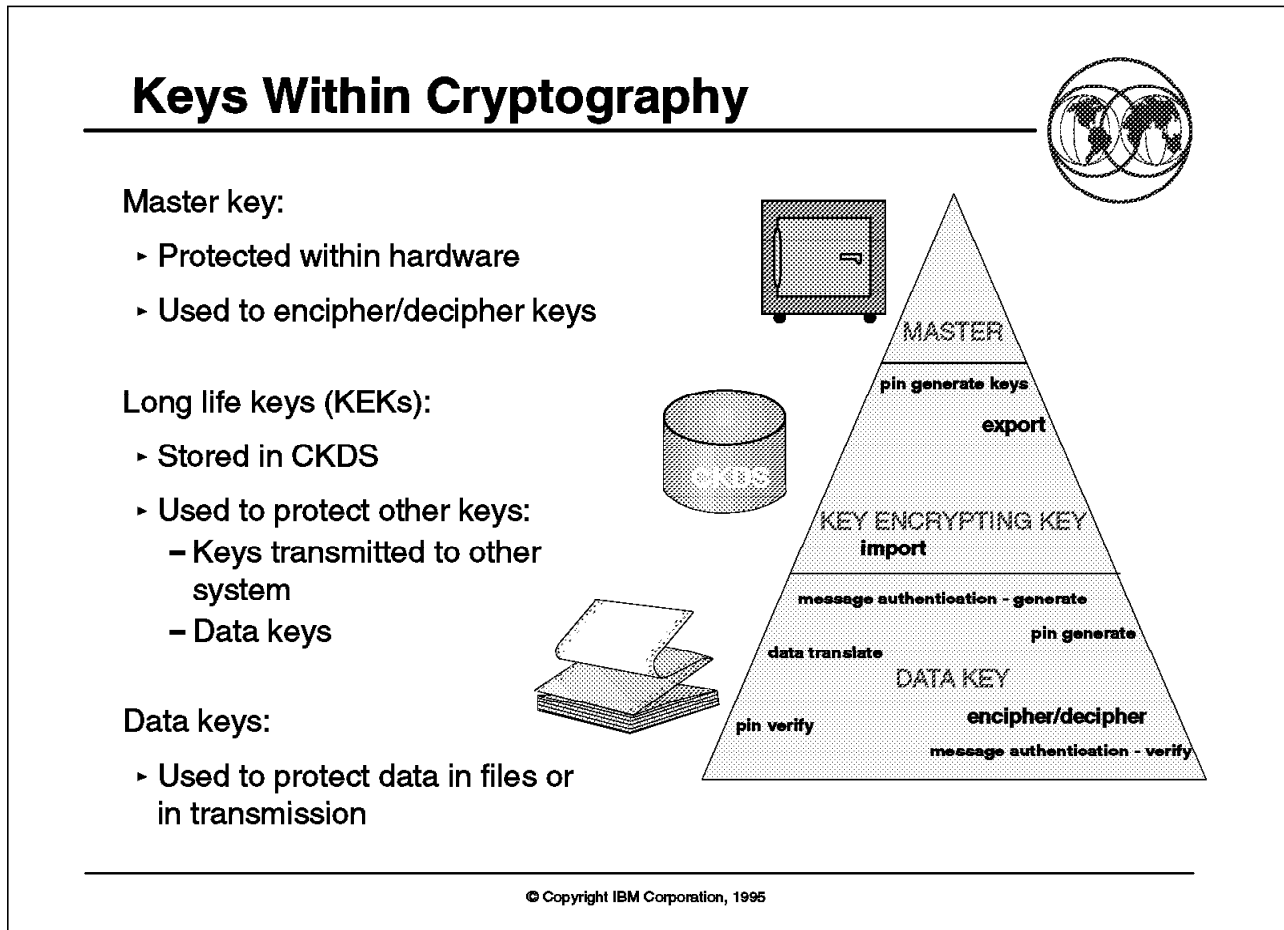 Keys Within Cryptography
Master key:
▸ Protected within hardware
▸ Used to encipher/decipher keys
Long life keys (KEKs):
▸ Stored in CKDS
▸ Used to protect other keys:
– Keys transmitted to other
system
– Data keys
Data keys:
▸ Used to protect data in files or
in transmission
MASTER
pin generate keys
export
CKDS
KEY ENCRYPTING KEY
import
message authentication - generate
pin generate
data translate
DATA KEY
encipher/decipher
pin verify
message authentication - verify
© Copyright IBM Corporation, 1995